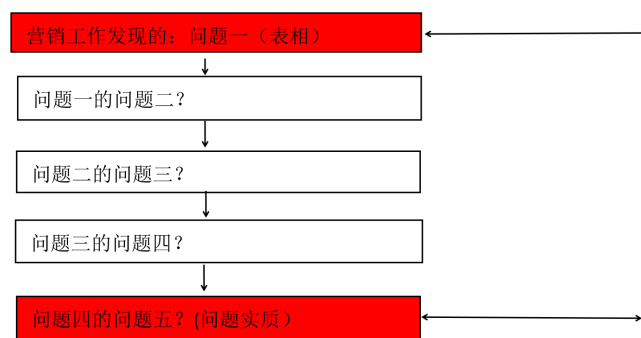 营销工作发现的：问题一（表相）
问题一的问题二？
问题二的问题三？
问题三的问题四？
问题四的问题五？(问题实质）